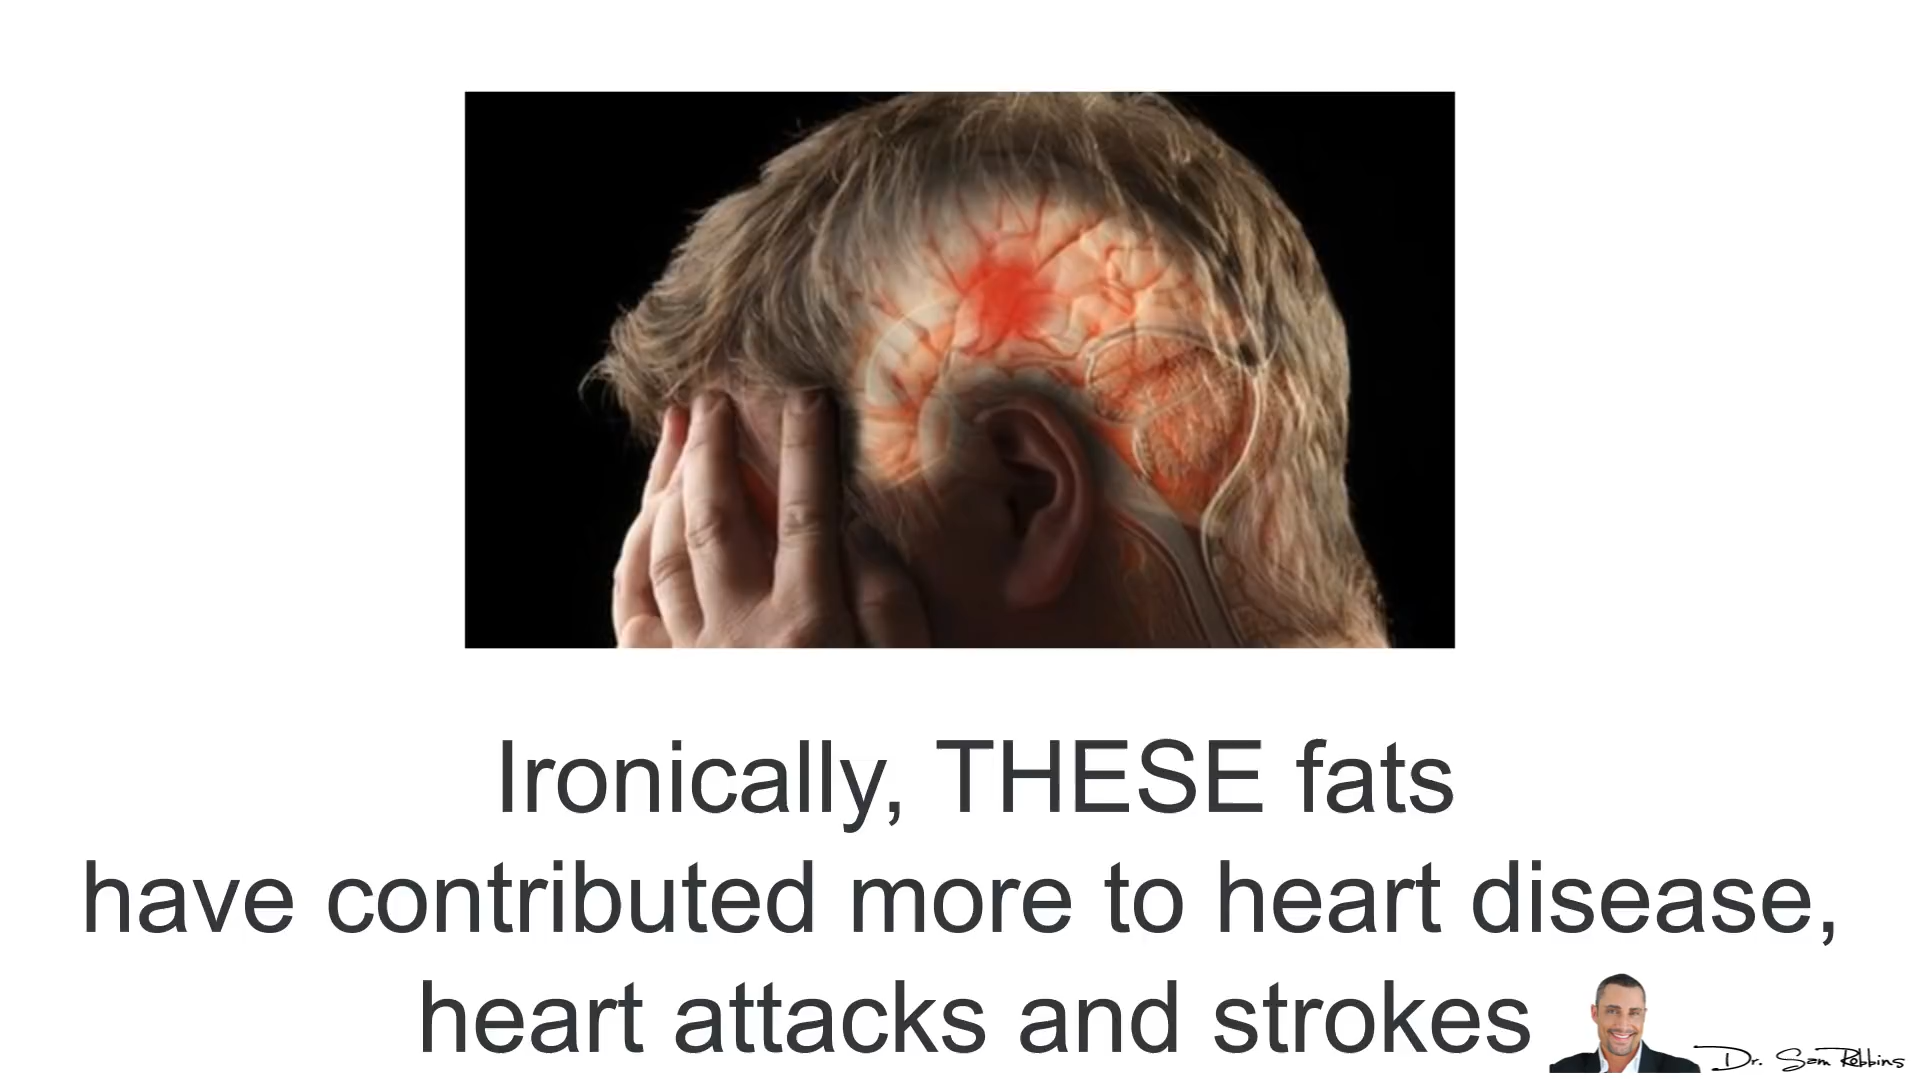 Ironically, THESE fats
have contributed more to heart disease,
heart attacks and strokes
Dr. Sam Robbins